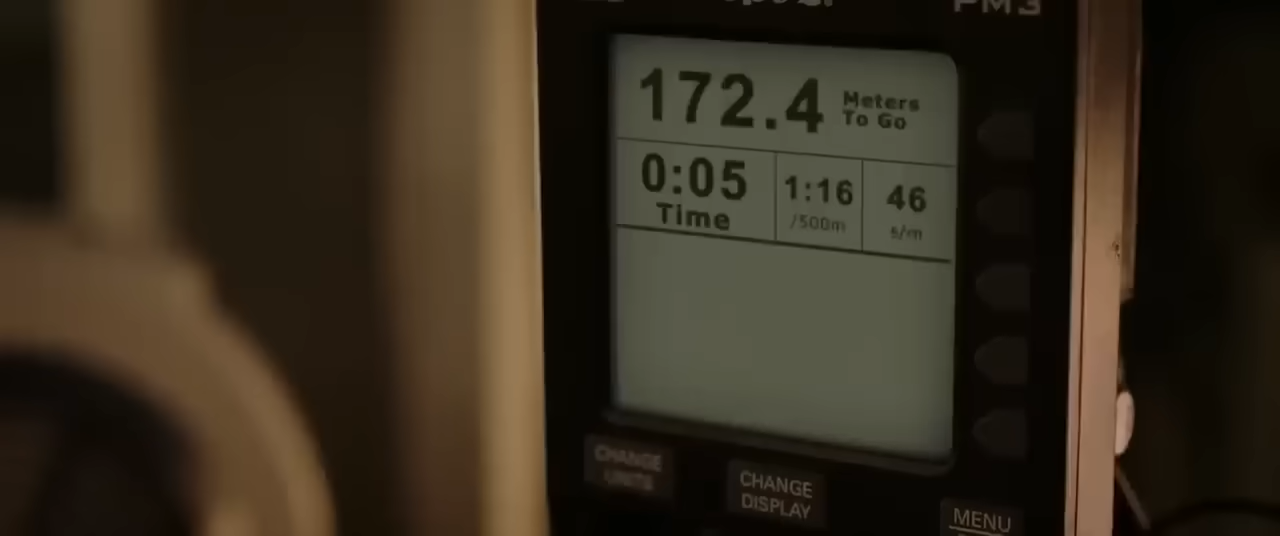 PM3
172.4 Meters
To Go
0:05 1:16 46
Time /500m s/m
CHANGE
UNITS
CHANGE
DISPLAY
MENU